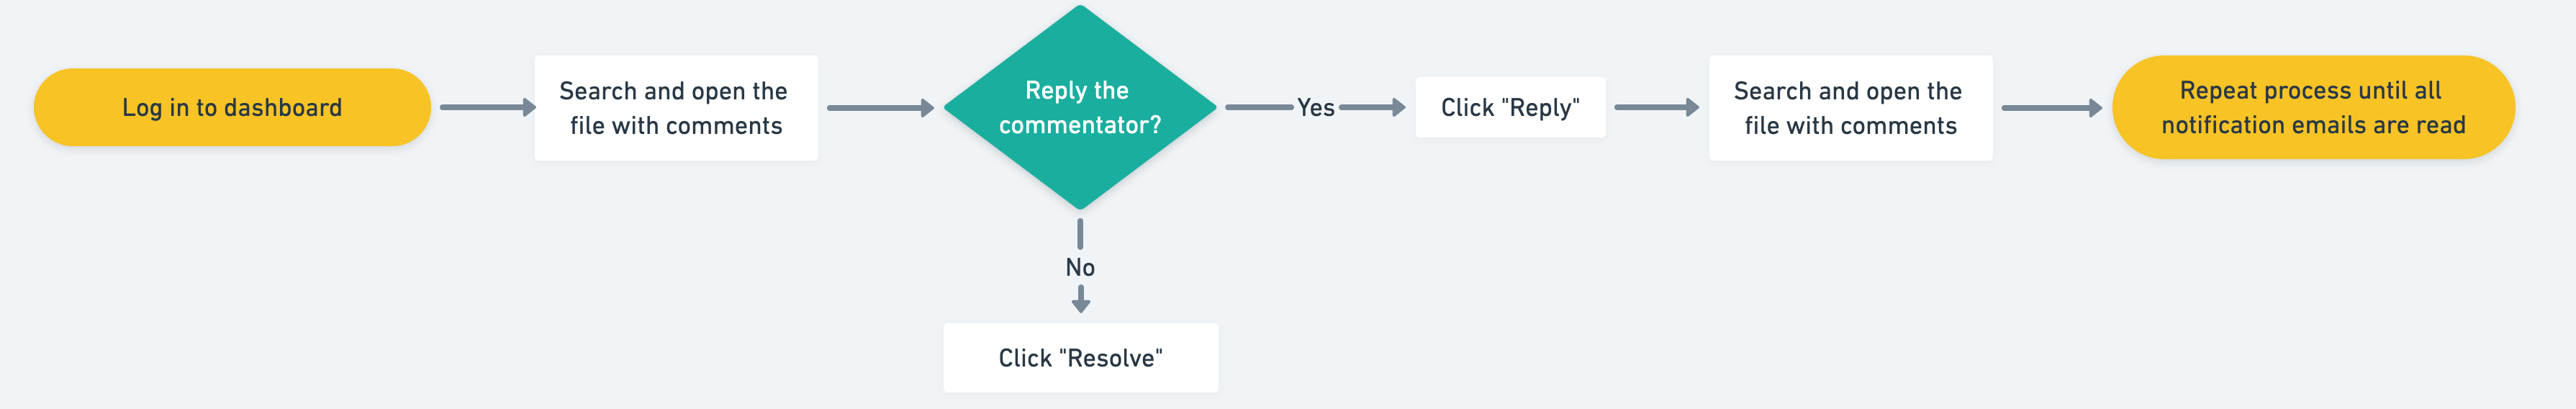 Log in to dashboard
Search and open the
file with comments
Reply the
commentator?
Yes
Click "Reply"
Search and open the
file with comments
Repeat process until all
notification emails are read
No
Click "Resolve"